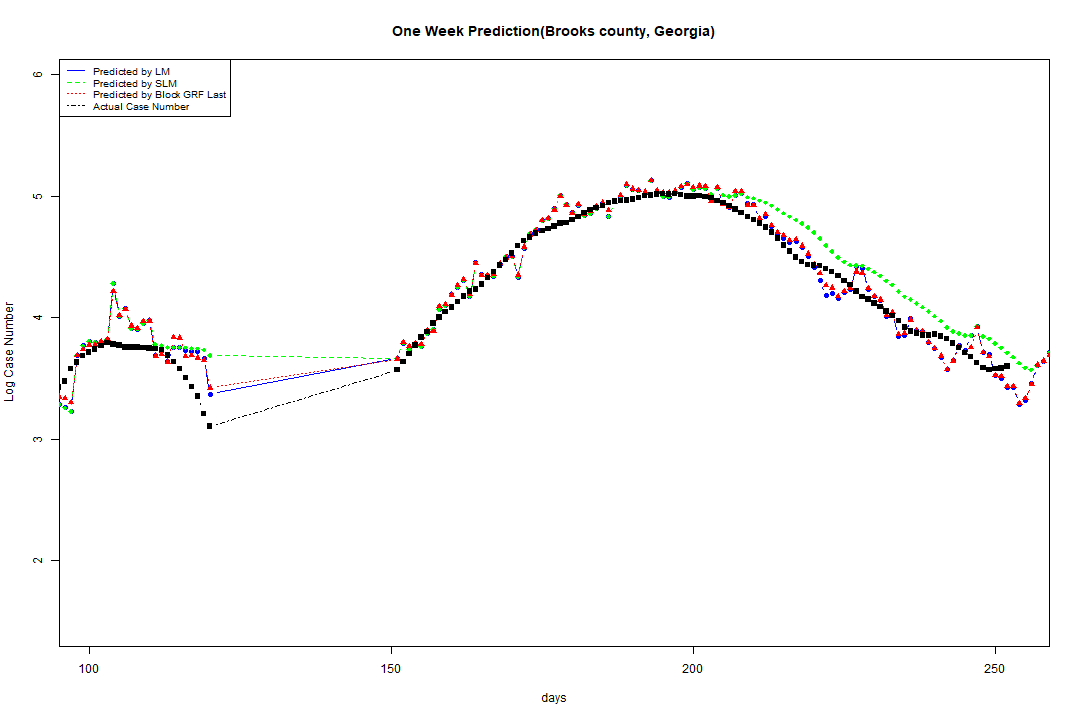 One Week Prediction(Brooks county, Georgia)
Predicted by LM
Predicted by SLM
Predicted by Block GRF Last
Actual Case Number
6
5
4
3
2
Log Case Number
100 150 200 250
days